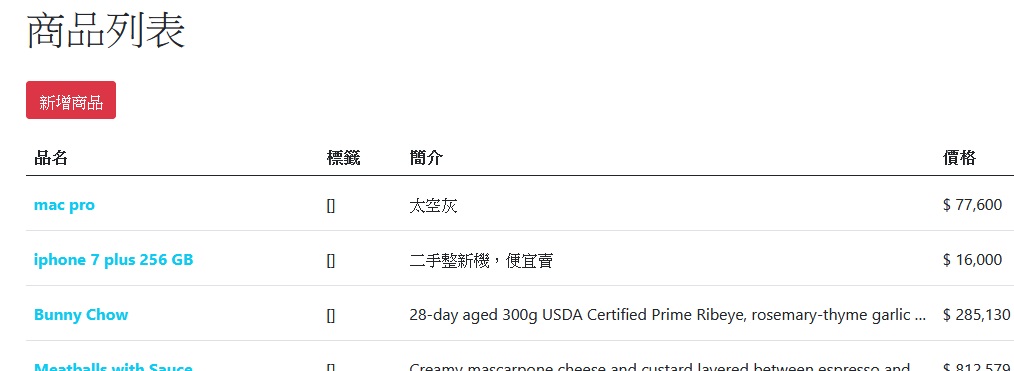 商品列表
新增商品
品名 標籤 簡介 價格
mac pro [] 太空灰 $ 77,600
iphone 7 plus 256 GB [] 二手整新機，便宜賣 $ 16,000
Bunny Chow [] 28-day aged 300g USDA Certified Prime Ribeye, rosemary-thyme garlic ... $ 285,130
Meatballs with Sauce [] Creamy mascarpone cheese and custard layered between espresso and $ 812,579